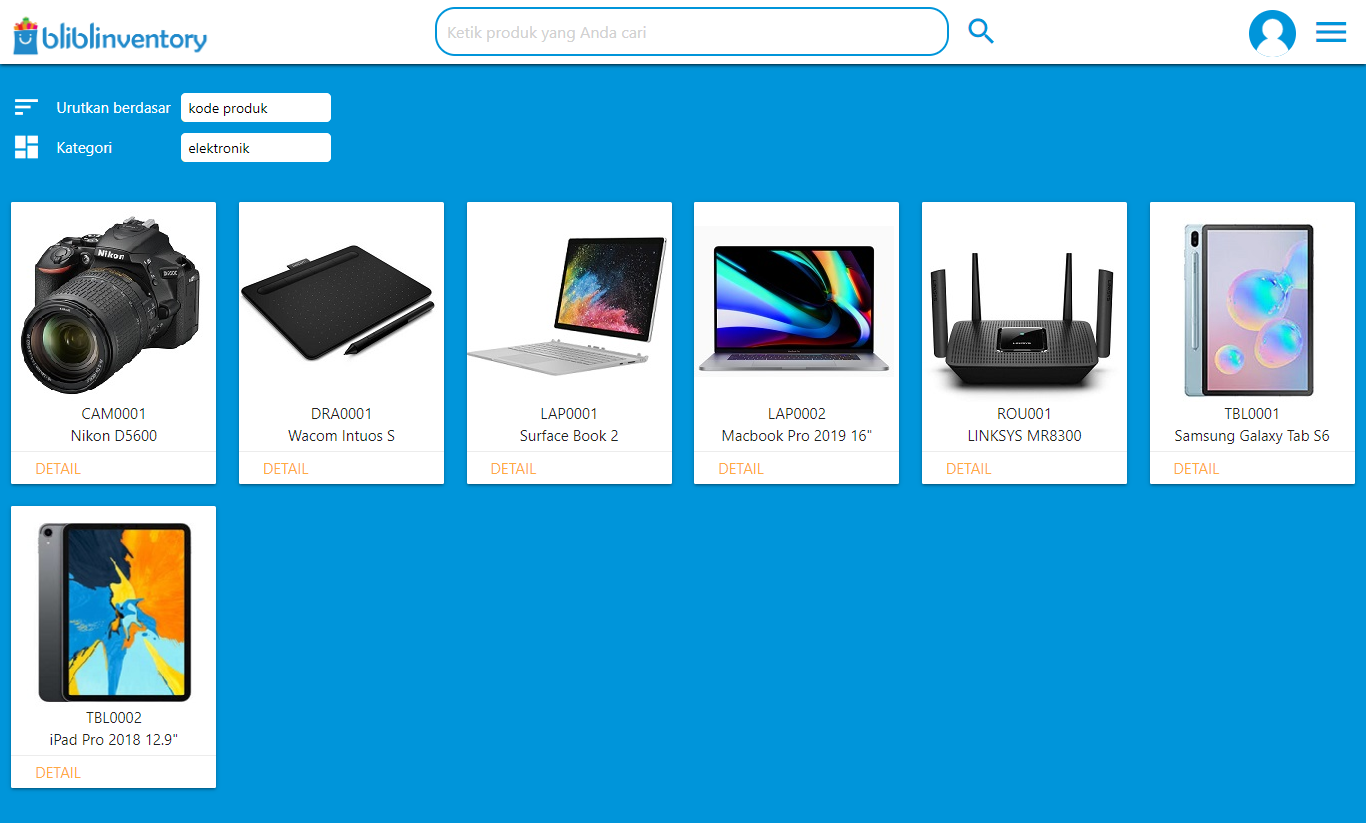 bliblinventory
Ketik produk yang Anda cari
Urutkan berdasar kode produk
Kategori elektronik
Nikon
CAM0001
Nikon D5600
DETAIL
DRA0001
Wacom Intuos S
DETAIL
LAP0001
Surface Book 2
DETAIL
LAP0002
Macbook Pro 2019 16"
DETAIL
LINKSYS
ROU001
LINKSYS MR8300
DETAIL
TBL0001
Samsung Galaxy Tab S6
DETAIL
TBL0002
iPad Pro 2018 12.9"
DETAIL